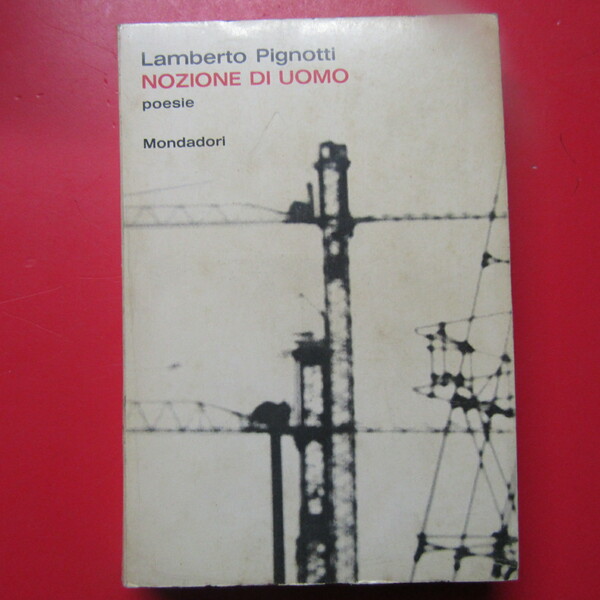 Lamberto Pignotti
NOZIONE DI UOMO
poesie
Mondadori